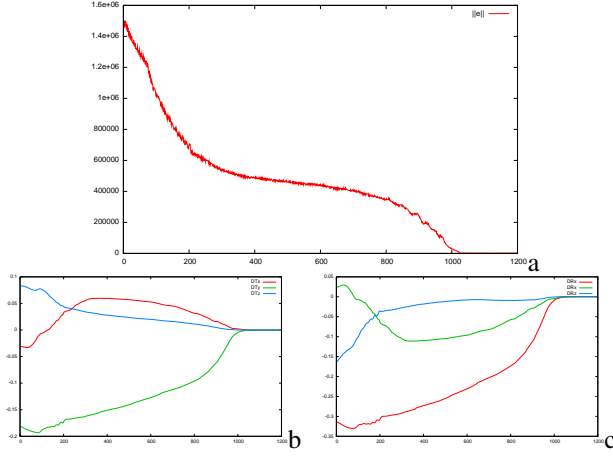 1.6e+06
||e||
1.4e+06
1.2e+06
1e+06
800000
600000
400000
200000
0
0 200 400 600 800 1000 1200
a
0.1
DTx
DTy
DTz
0.05
0
-0.05
-0.1
-0.15
-0.2
0 200 400 600 800 1000 1200
b
0.05
DRx
DRy
DRz
0
-0.05
-0.1
-0.15
-0.2
-0.25
-0.3
-0.35
0 200 400 600 800 1000 1200
c